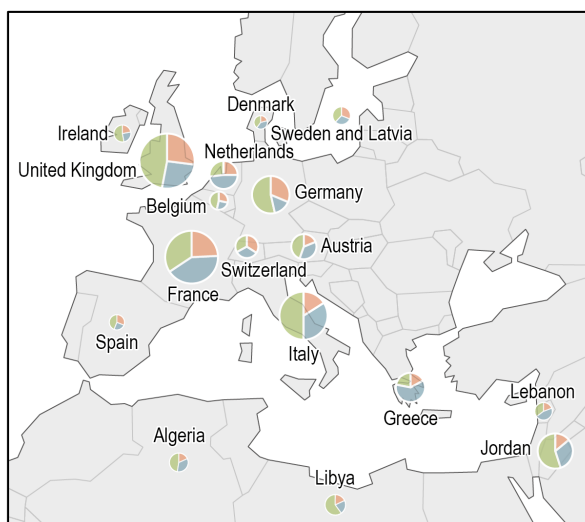 Denmark
Ireland
Sweden and Latvia
Netherlands
United Kingdom
Germany
Belgium
Austria
Switzerland
France
Spain
Italy
Lebanon
Greece
Algeria
Jordan
Libya